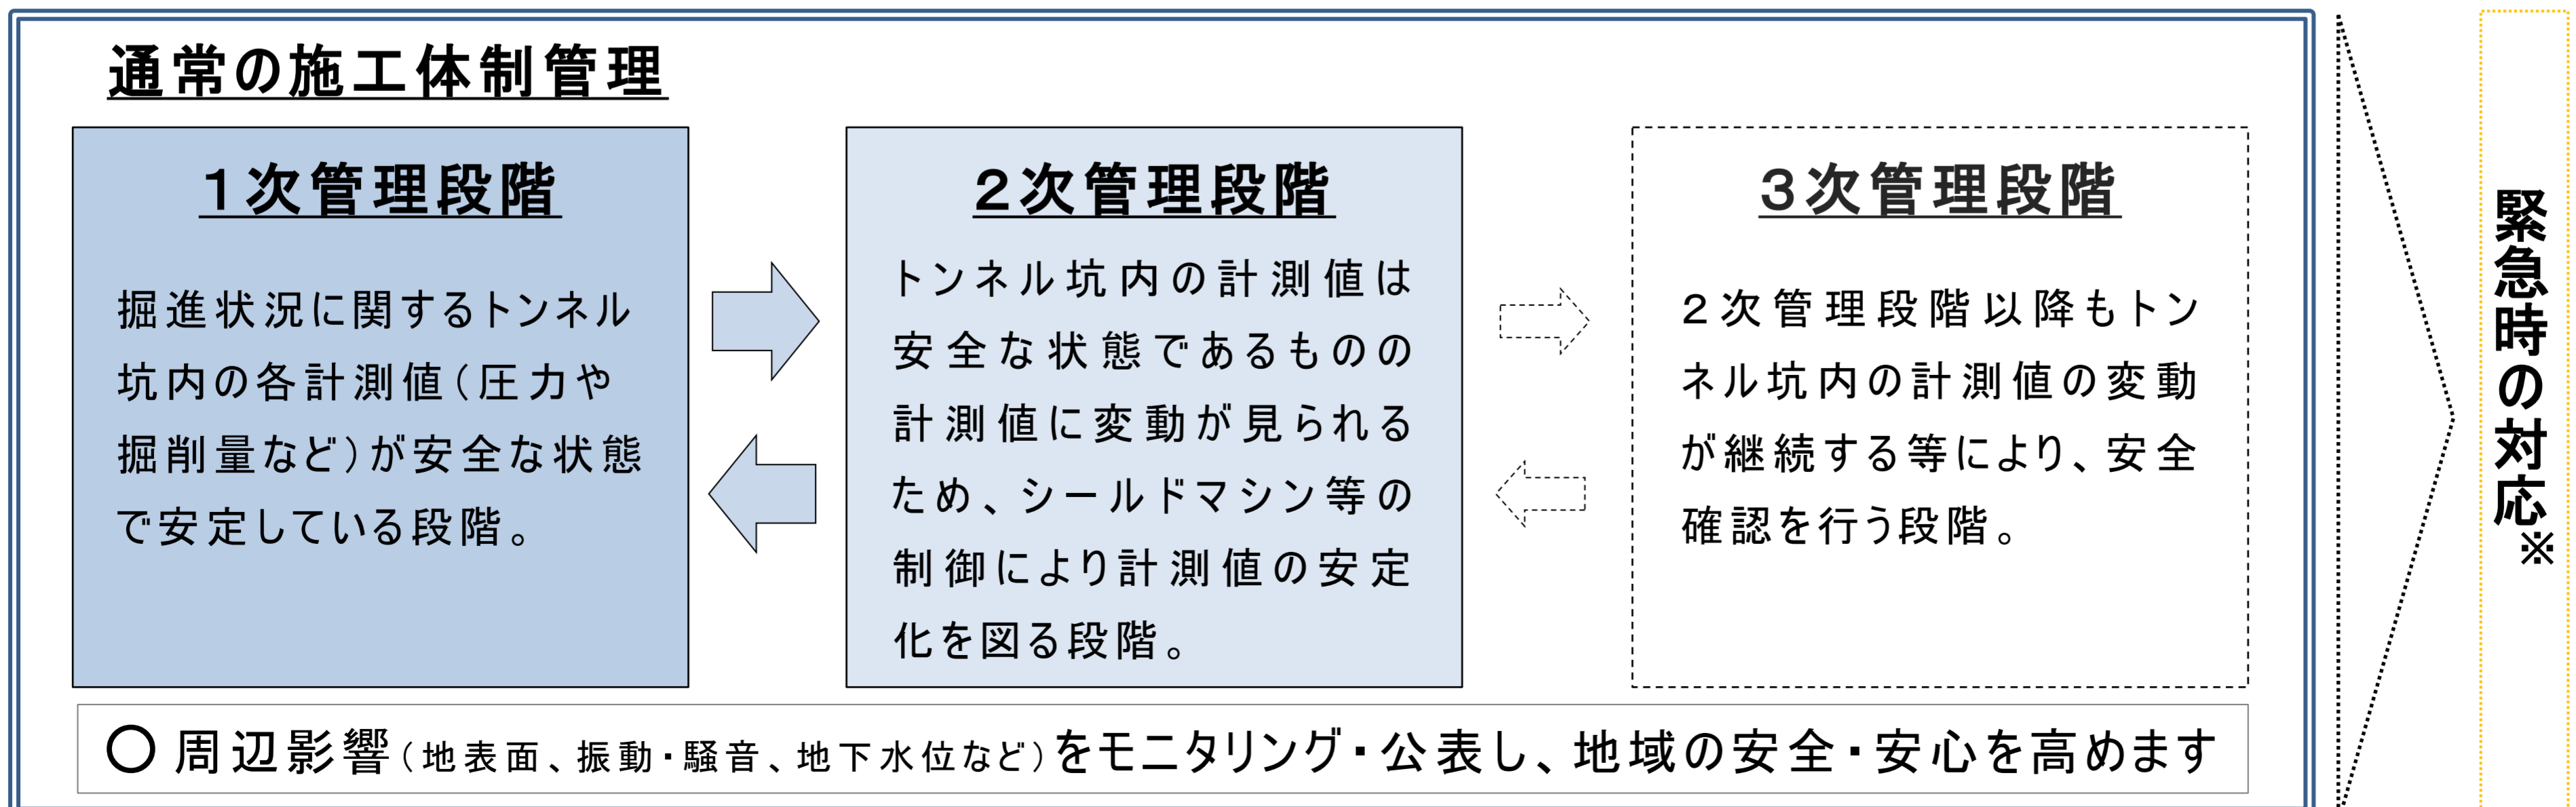 通常の施工体制管理
1次管理段階
掘進状況に関するトンネル
坑内の各計測値(圧力や
掘削量など)が安全な状態
で安定している段階。
2次管理段階
トンネル坑内の計測値は
安全な状態であるものの
計測値に変動が見られる
ため、シールドマシン等の
制御により計測値の安定
化を図る段階。
3次管理段階
2次管理段階以降もトン
ネル坑内の計測値の変動
が継続する等により、安全
確認を行う段階。
〇周辺影響(地表面、振動・騒音、地下水位など)をモニタリング・公表し、地域の安全・安心を高めます
緊急時の対応※